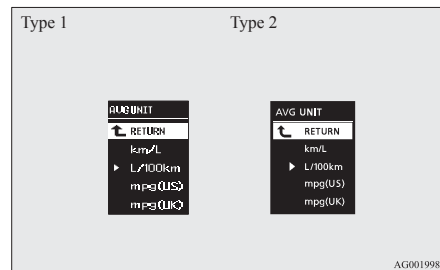 Type 1
Type 2
AVG UNIT
RETURN
km/L
L/100km
mpg(US)
mpg(UK)
AVG UNIT
RETURN
km/L
L/100km
mpg(US)
mpg(UK)
AG001998